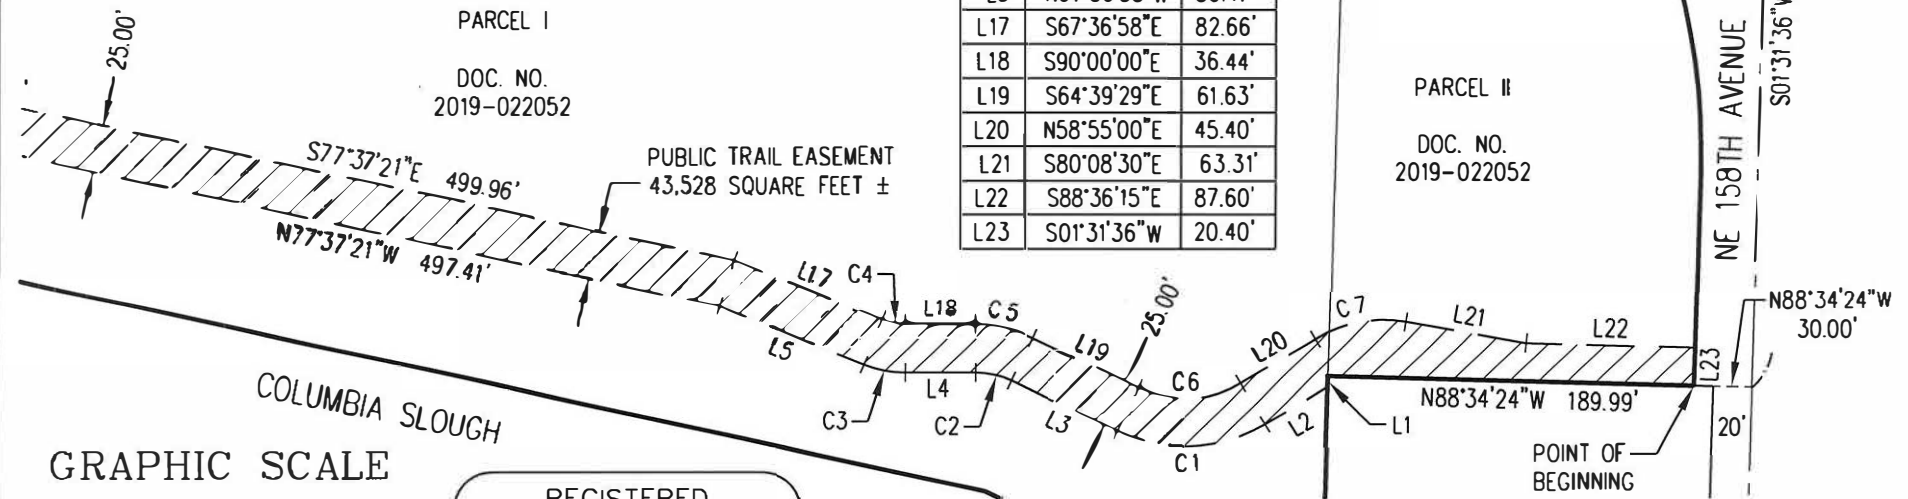 PARCEL I
DOC. NO.
2019-022052
25.00'
L17 S67°36'58"E 82.66'
L18 S90°00'00"E 36.44'
L19 S64°39'29"E 61.63'
L20 N58°55'00"E 45.40'
L21 S80°08'30"E 63.31'
L22 S88°36'15"E 87.60'
L23 S01°31'36"W 20.40'
PARCEL II
DOC. NO.
2019-022052
NE 158TH AVENUE
S01°31'36"W
S77°37'21"E 499.96'
N77°37'21"W 497.41'
PUBLIC TRAIL EASEMENT
43,528 SQUARE FEET ±
L17
C4
L18
C5
L5
L4
C3
C2
L19
L3
25.00'
C6
C1
L20
L2
C7
L21
L22
L23
L1
N88°34'24"W
30.00'
N88°34'24"W 189.99'
20'
POINT OF
BEGINNING
COLUMBIA SLOUGH
GRAPHIC SCALE
REGISTERED